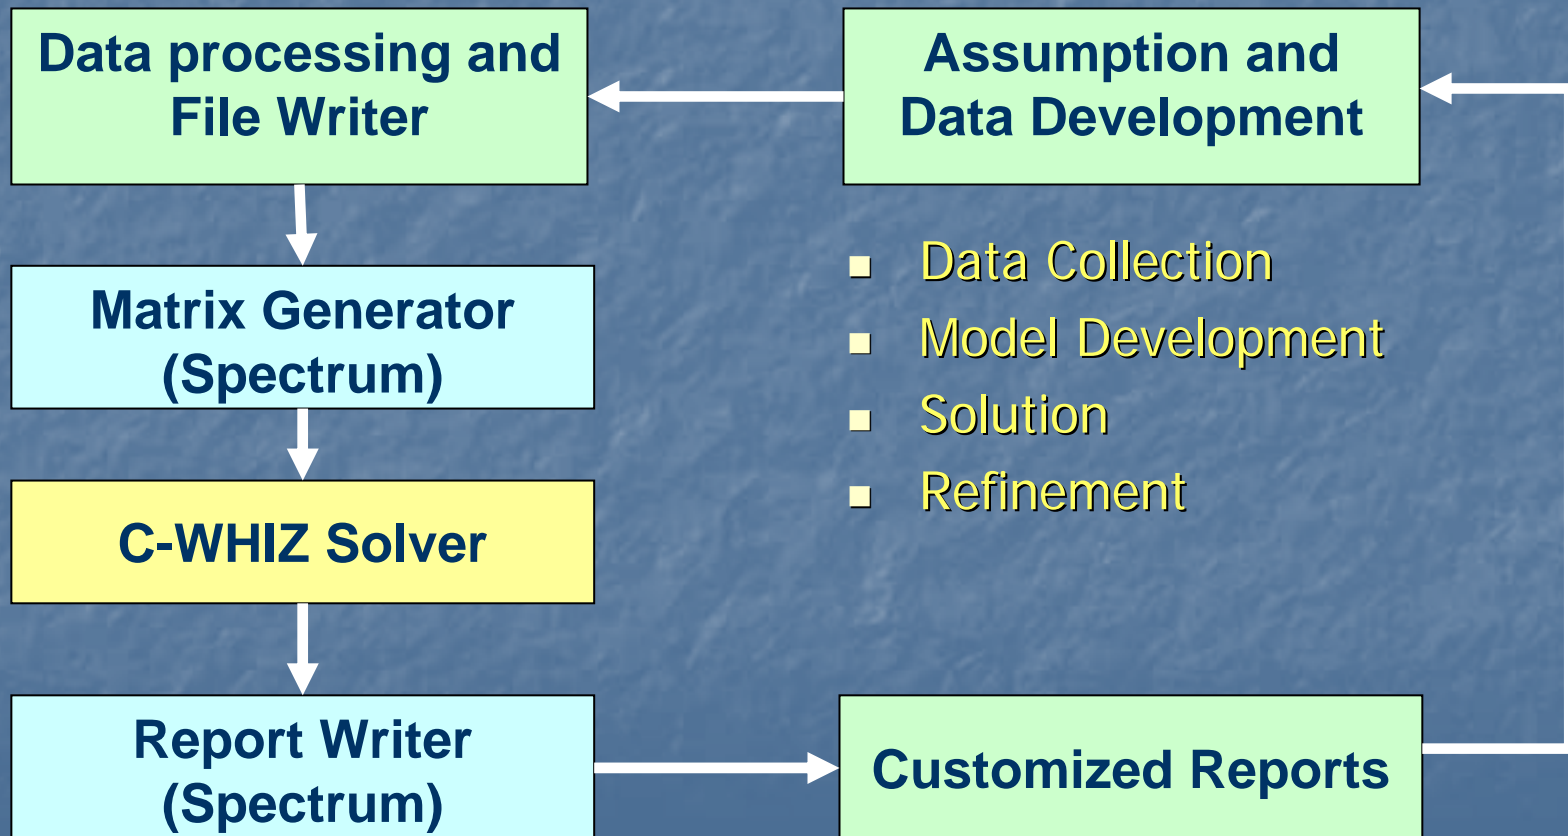 Data processing and
File Writer
Assumption and
Data Development
Matrix Generator
(Spectrum)
Data Collection
Model Development
Solution
Refinement
C-WHIZ Solver
Report Writer
(Spectrum)
Customized Reports